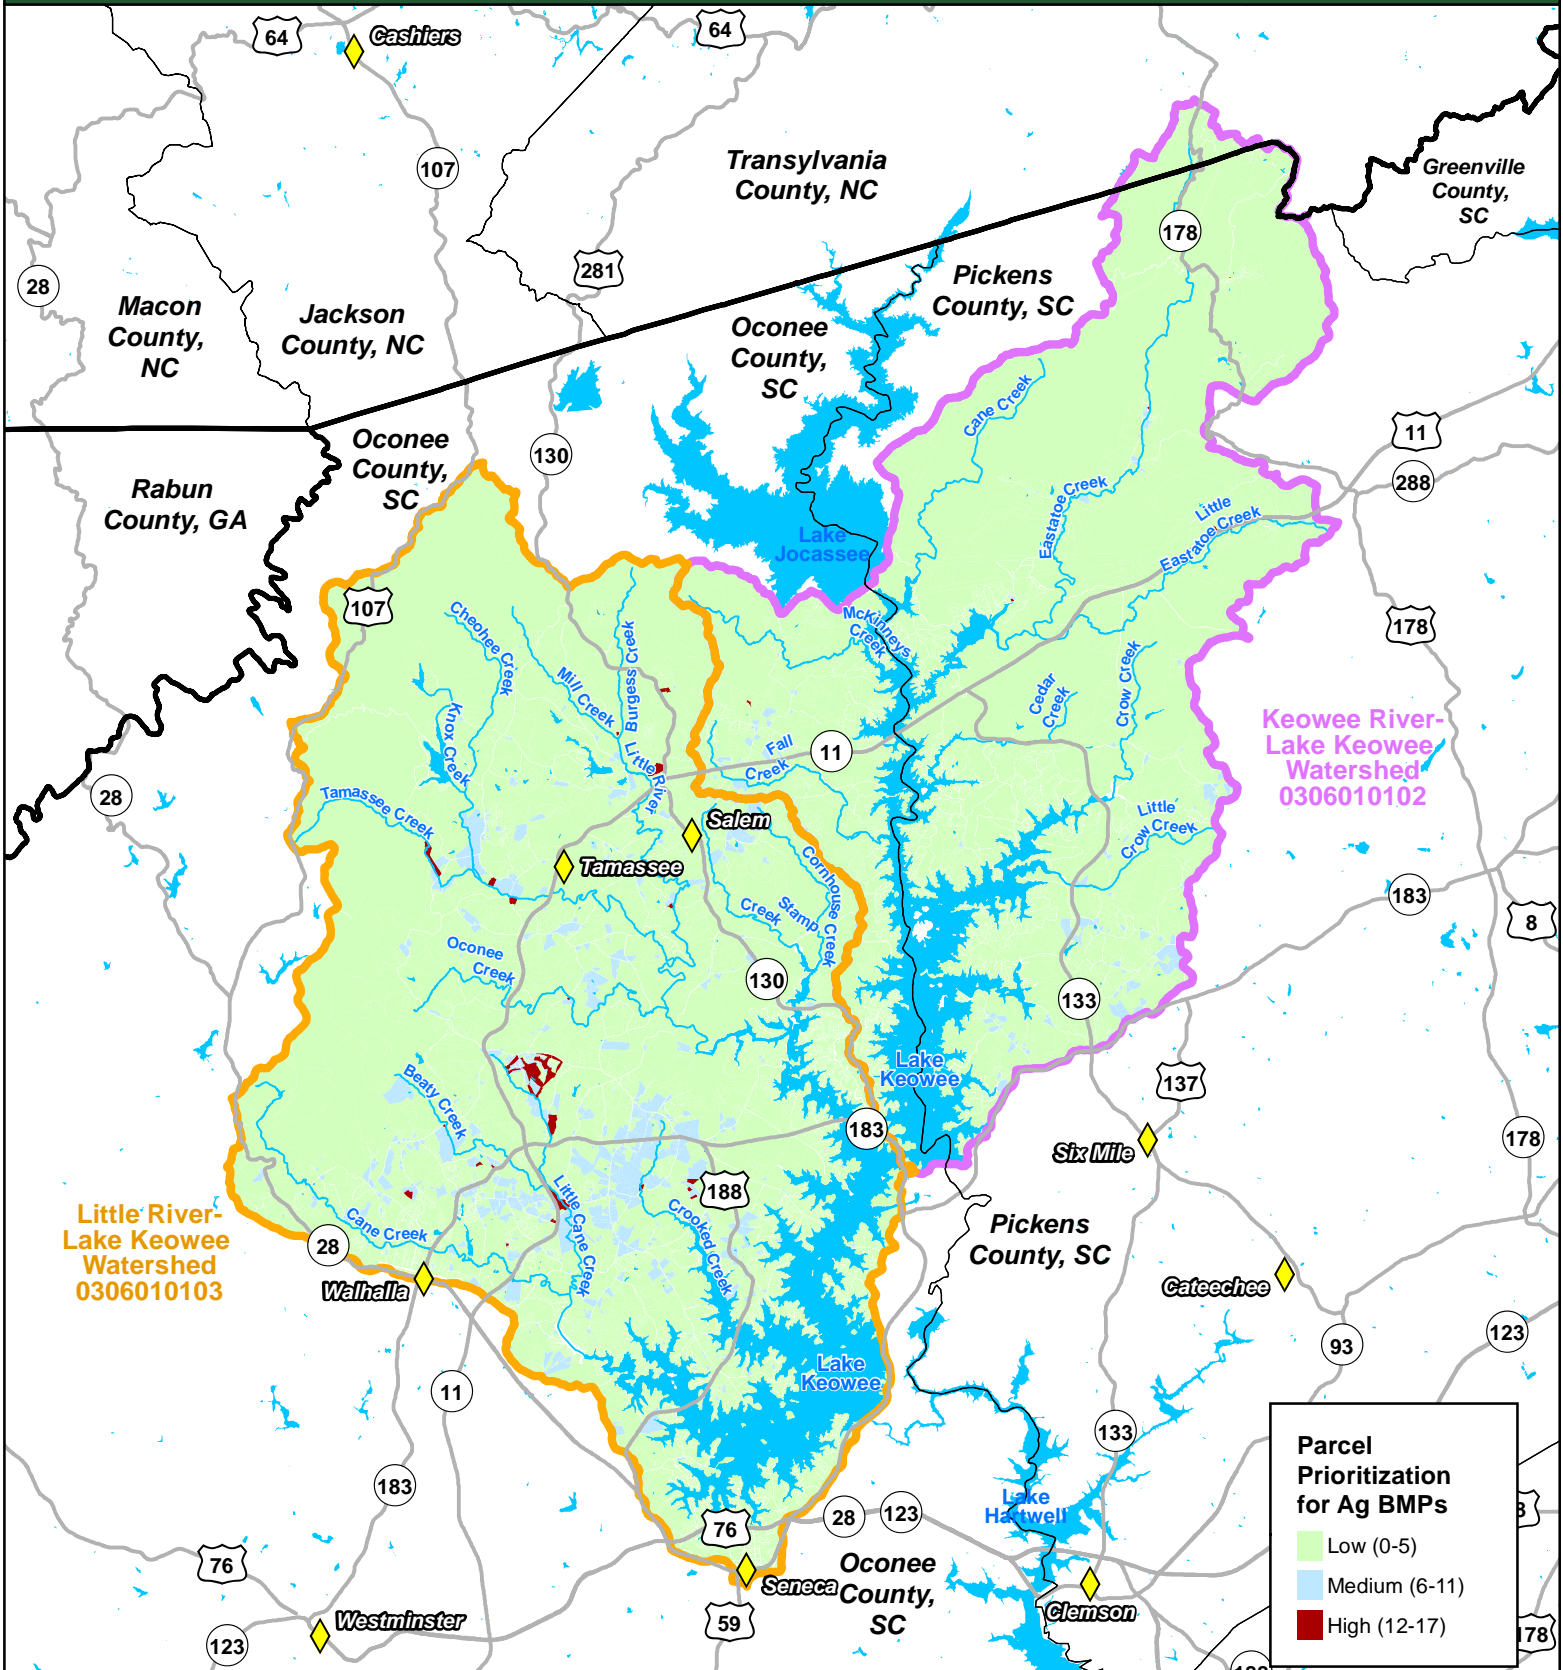 64
Cashiers
64
107
Transylvania
County, NC
Greenville
County,
SC
178
28
281
Macon
County,
NC
Jackson
County, NC
Pickens
County, SC
Oconee
County,
SC
Cane Creek
11
288
Oconee
County,
SC
130
Rabun
County, GA
Eastatoe Creek
Little
Eastatoe Creek
Lake
Jocassee
107
Cheohee Creek
Mill Creek
Burgess Creek
McKinneys
Creek
178
Cedar
Creek
Crow Creek
Knox Creek
Little River
Fall
Creek
11
Keowee River-
Lake Keowee
Watershed
0306010102
28
Tamassee Creek
Salem
Tamassee
Little
Crow Creek
Cornhouse Creek
Stamp
Creek
183
8
Oconee
Creek
130
133
Lake
Keowee
Beaty Creek
137
183
178
Six Mile
188
Little Cane Creek
Crooked Creek
Little River-
Lake Keowee
Watershed
0306010103
Cane Creek
28
Walhalla
Pickens
County, SC
Cateechee
123
93
Lake
Keowee
11
133
183
Parcel
Prioritization
for Ag BMPs
Low (0-5)
Medium (6-11)
High (12-17)
Lake
Hartwell
28
123
76
76
Oconee
County,
SC
Seneca
Clemson
59
Westminster
123
178